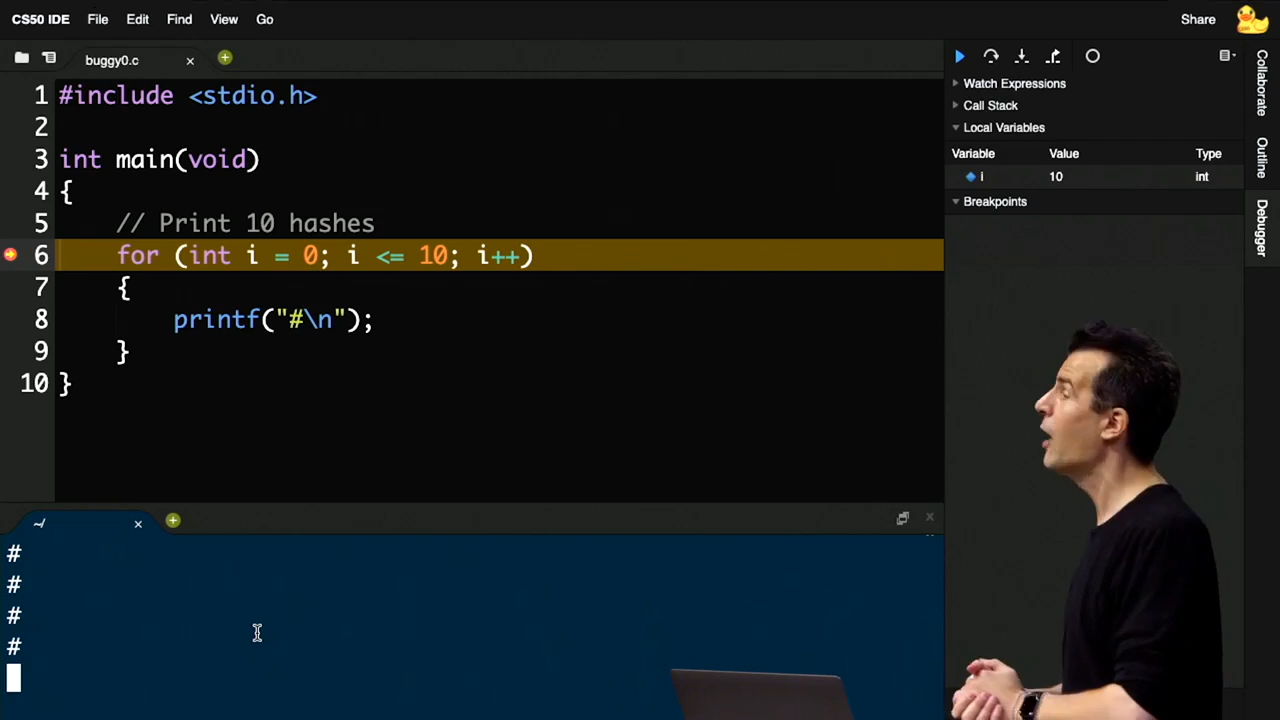 CS50 IDE File Edit Find View Go Share
buggy0.c
1 #include <stdio.h>
2
3 int main(void)
4 {
5 // Print 10 hashes
6 for (int i = 0; i <= 10; i++)
7 {
8 printf("#\n");
9 }
10 }
~/
#
#
#
#
Watch Expressions
Call Stack
Local Variables
Variable Value Type
i 10 int
Breakpoints
Collaborate
Outline
Debugger